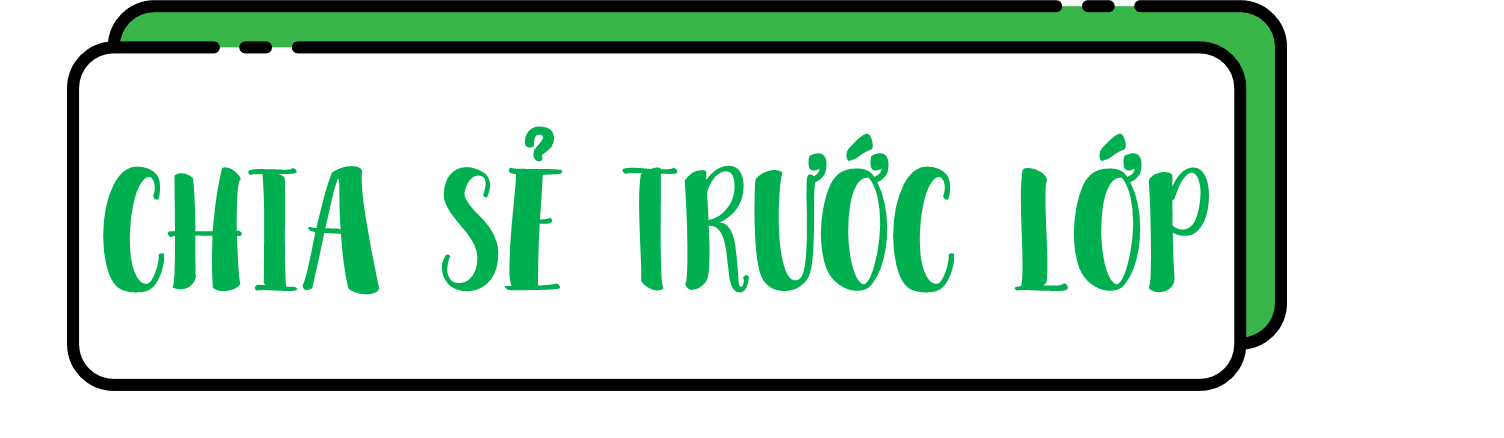 CHIA SẺ TRƯỚC LỚP